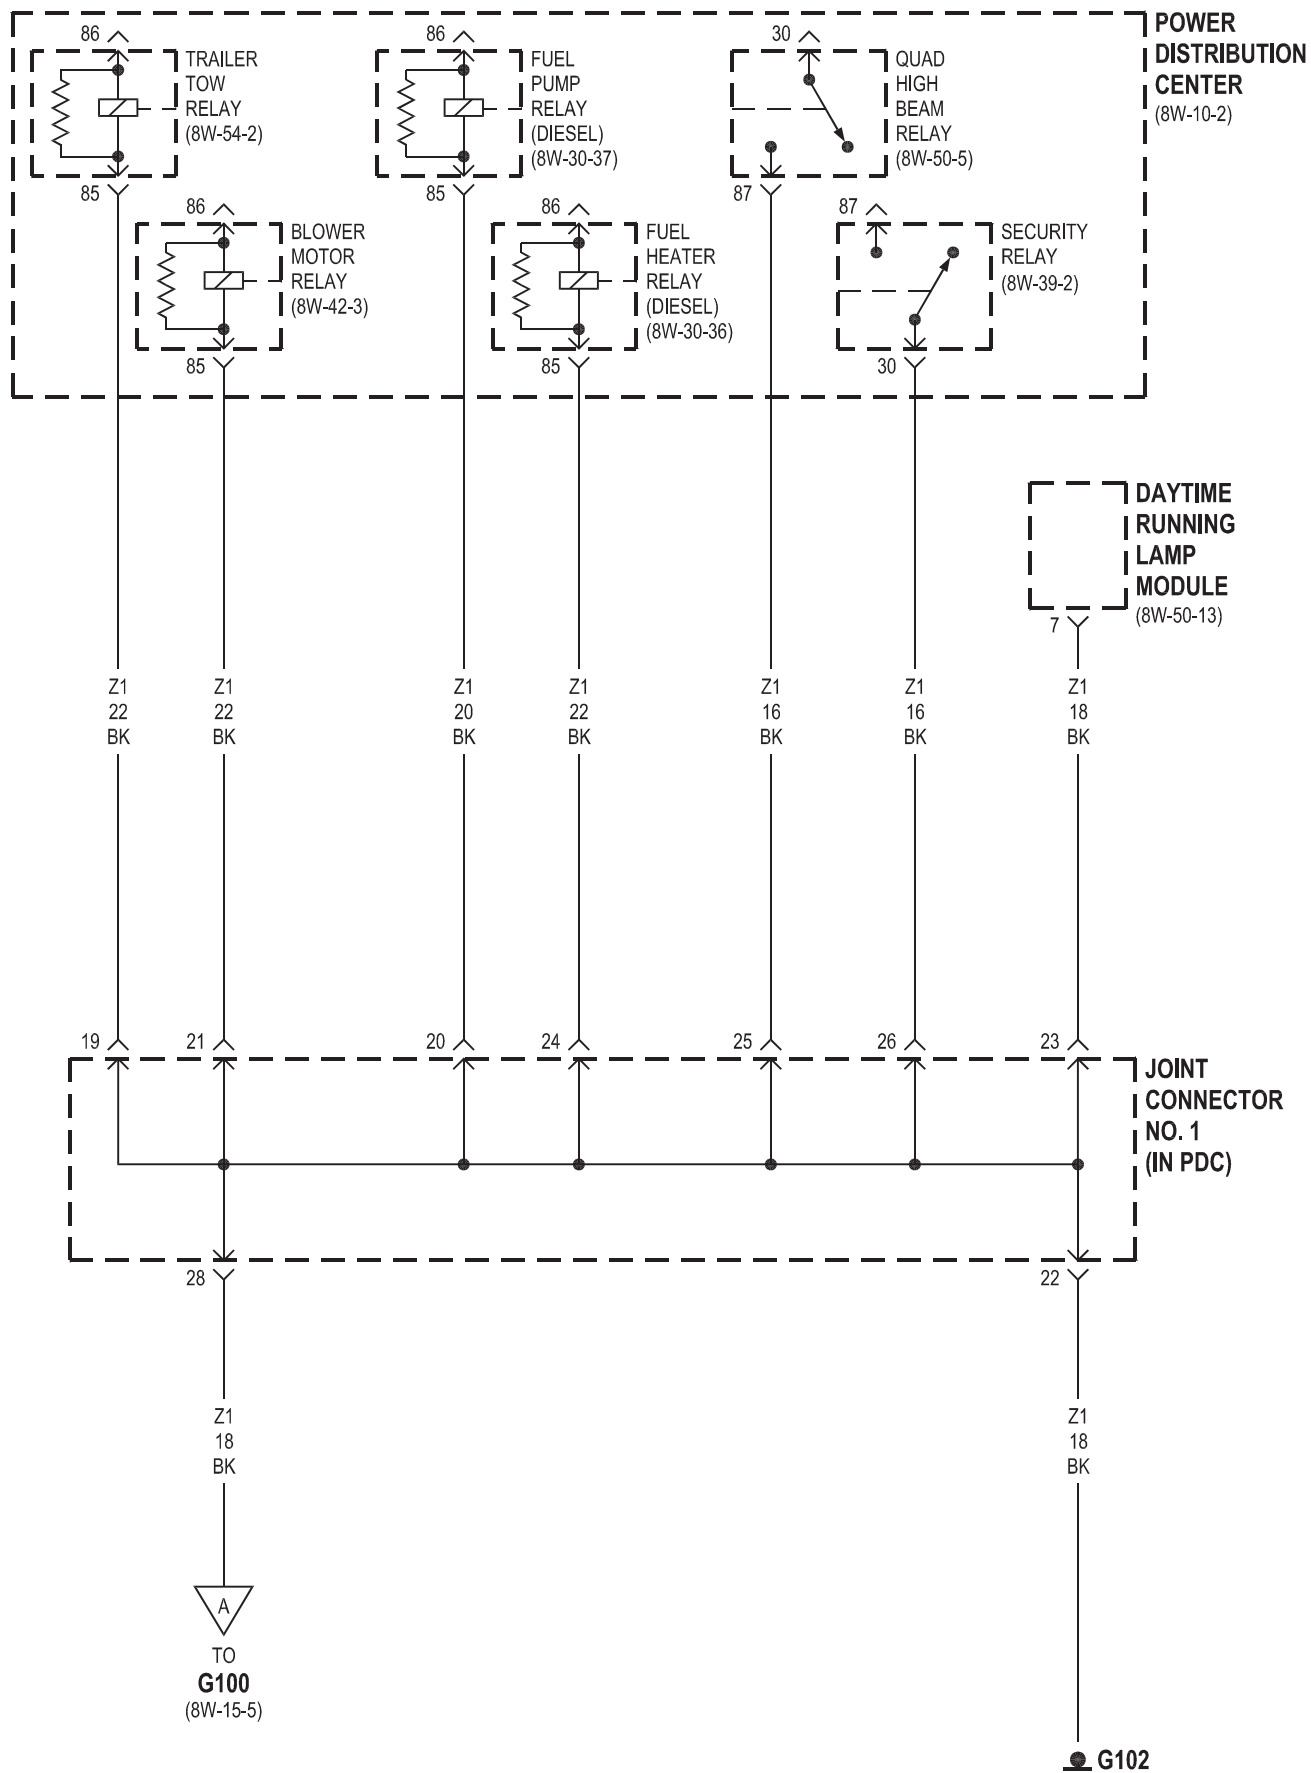 POWER
DISTRIBUTION
CENTER
(8W-10-2)
86
TRAILER
TOW
RELAY
(8W-54-2)
85
86
FUEL
PUMP
RELAY
(DIESEL)
(8W-30-37)
85
30
QUAD
HIGH
BEAM
RELAY
(8W-50-5)
87
86
BLOWER
MOTOR
RELAY
(8W-42-3)
85
86
FUEL
HEATER
RELAY
(DIESEL)
(8W-30-36)
85
87
SECURITY
RELAY
(8W-39-2)
30
DAYTIME
RUNNING
LAMP
MODULE
(8W-50-13)
7
Z1
22
BK
Z1
22
BK
Z1
20
BK
Z1
22
BK
Z1
16
BK
Z1
16
BK
Z1
18
BK
19
21
20
24
25
26
23
JOINT
CONNECTOR
NO. 1
(IN PDC)
28
22
Z1
18
BK
Z1
18
BK
A
TO
G100
(8W-15-5)
G102